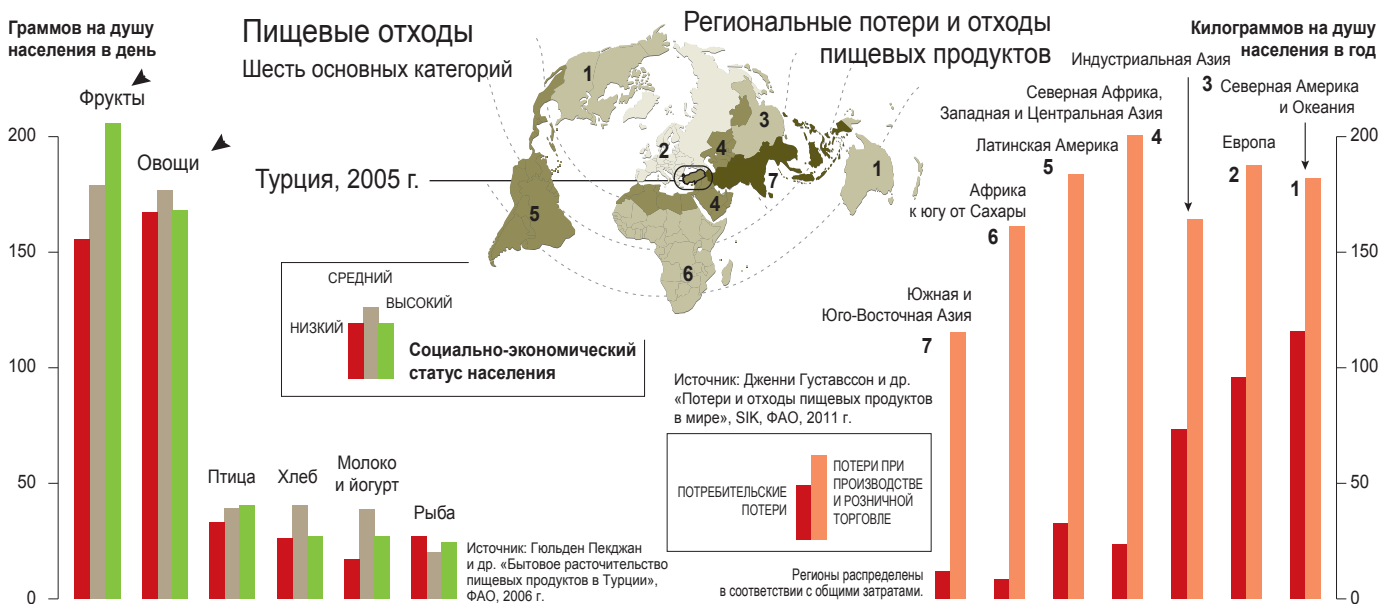 Граммов на душу
населения в день
Пищевые отходы
Шесть основных категорий
Турция, 2005 г.
Фрукты
Овощи
Птица
Хлеб
Молоко
и йогурт
Рыба
200
150
100
50
0
СРЕДНИЙ
ВЫСОКИЙ
НИЗКИЙ
Социально-экономический
статус населения
Источник: Гюльден Пекджан
и др. «Бытовое расточительство
пищевых продуктов в Турции»,
ФАО, 2006 г.
1
2
3
4
7
1
4
5
6
Региональные потери и отходы
пищевых продуктов
Килограммов на душу
населения в год
Индустриальная Азия
3
Северная Америка
и Океания
1
Северная Африка,
Западная и Центральная Азия
4
Европа
2
Латинская Америка
5
Африка
к югу от Сахары
6
Южная и
Юго-Восточная Азия
7
Источник: Дженни Густавссон и др.
«Потери и отходы пищевых продуктов
в мире», SIK, ФАО, 2011 г.
ПОТРЕБИТЕЛЬСКИЕ
ПОТЕРИ
ПОТЕРИ ПРИ
ПРОИЗВОДСТВЕ
И РОЗНИЧНОЙ
ТОРГОВЛЕ
Регионы распределены
в соответствии с общими затратами.
200
150
100
50
0